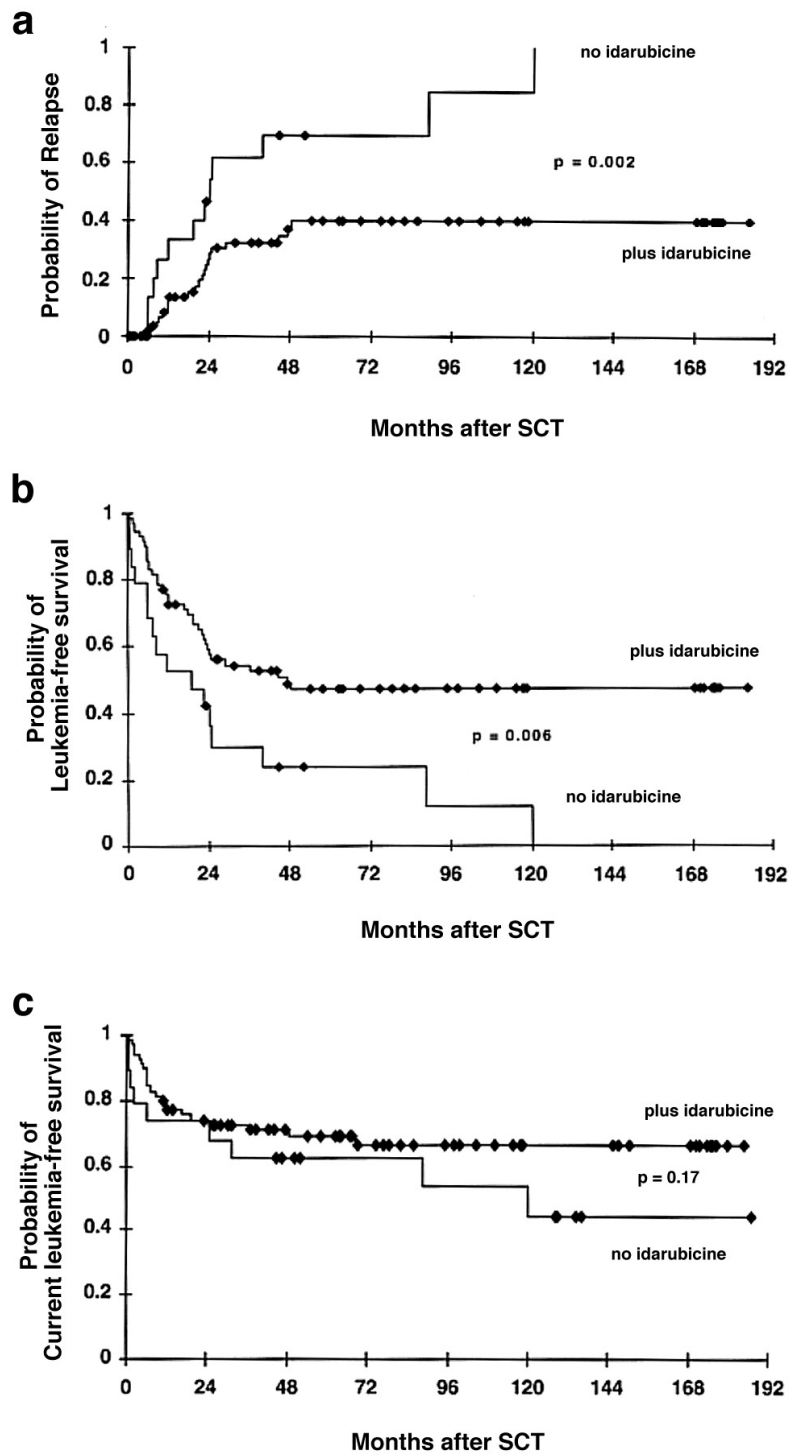 a
Probability of Relapse
1
0.8
0.6
0.4
0.2
0
no idarubicine
p = 0.002
plus idarubicine
0 24 48 72 96 120 144 168 192
Months after SCT
b
Probability of
Leukemia-free survival
1
0.8
0.6
0.4
0.2
0
plus idarubicine
p = 0.006
no idarubicine
0 24 48 72 96 120 144 168 192
Months after SCT
c
Probability of
Current leukemia-free survival
1
0.8
0.6
0.4
0.2
0
plus idarubicine
p = 0.17
no idarubicine
0 24 48 72 96 120 144 168 192
Months after SCT